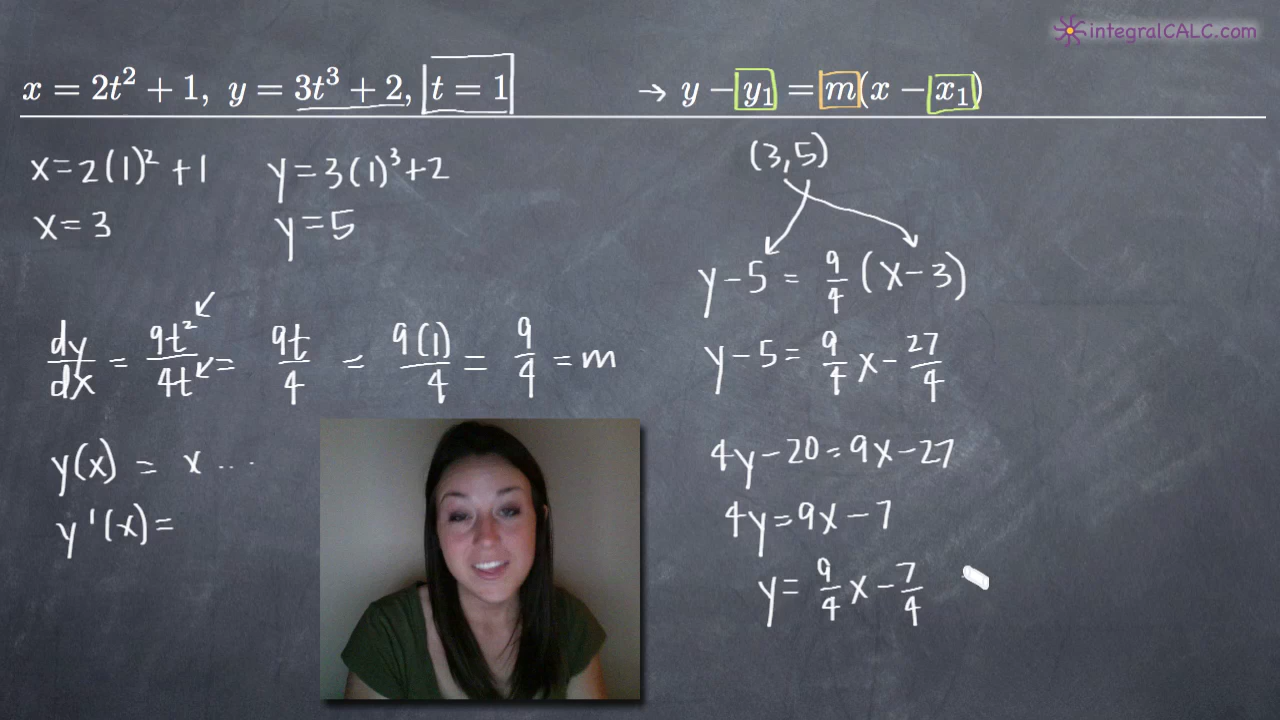 integralCALC.com
x = 2t² + 1, y = 3t³ + 2, t = 1
→ y − y₁ = m(x − x₁)
x = 2(1)² + 1
y = 3(1)³ + 2
x = 3
y = 5
dy/dx = 9t²/4t = 9t/4 = 9(1)/4 = 9/4 = m
y(x) = x ...
y'(x) =
(3,5)
y − 5 = 9/4 (x − 3)
y − 5 = 9/4 x − 27/4
4y − 20 = 9x − 27
4y = 9x − 7
y = 9/4 x − 7/4